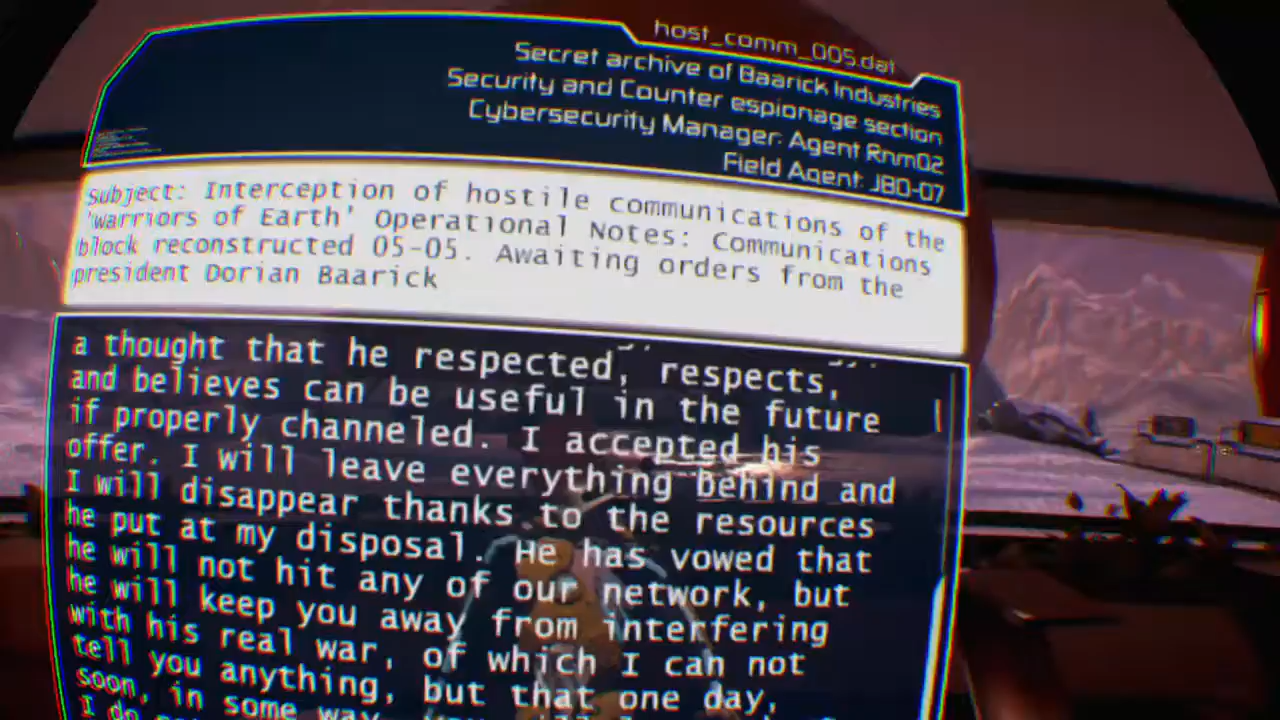 host_comm_005.dat
Secret archive of Baarick Industries
Security and Counter espionage section
Cybersecurity Manager: Agent Rnm02
Field Agent: JBO-07
Subject: Interception of hostile communications of the
'warriors of Earth' Operational Notes: Communications
block reconstructed 05-05. Awaiting orders from the
president Dorian Baarick
a thought that he respected, respects,
and believes can be useful in the future
if properly channeled. I accepted his
offer. I will leave everything behind and
I will disappear thanks to the resources
he put at my disposal. He has vowed that
he will not hit any of our network, but
he will keep you away from interfering
with his real war, of which I can not
tell you anything, but that one day,
soon, in some way,
I do